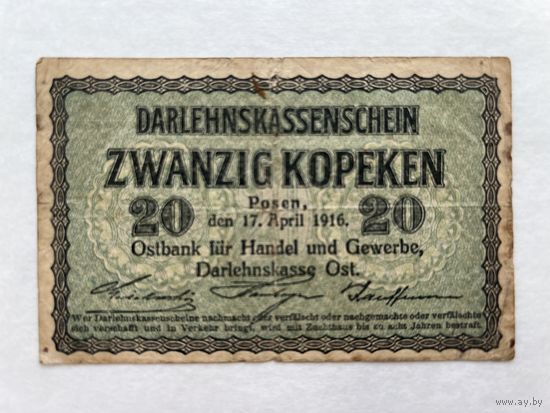 DARLEHNSKASSENSCHEIN
ZWANZIG KOPEKEN
20 Posen, 20
den 17. April 1916.
Ostbank für Handel und Gewerbe,
Darlehnskasse Ost.
Wer Darlehnskassenscheine nachmacht oder verfälscht oder nachgemachte oder verfälschte
sich verschafft und in Verkehr bringt, wird mit Zuchthaus bis zu acht Jahren bestraft.
www.ay.by